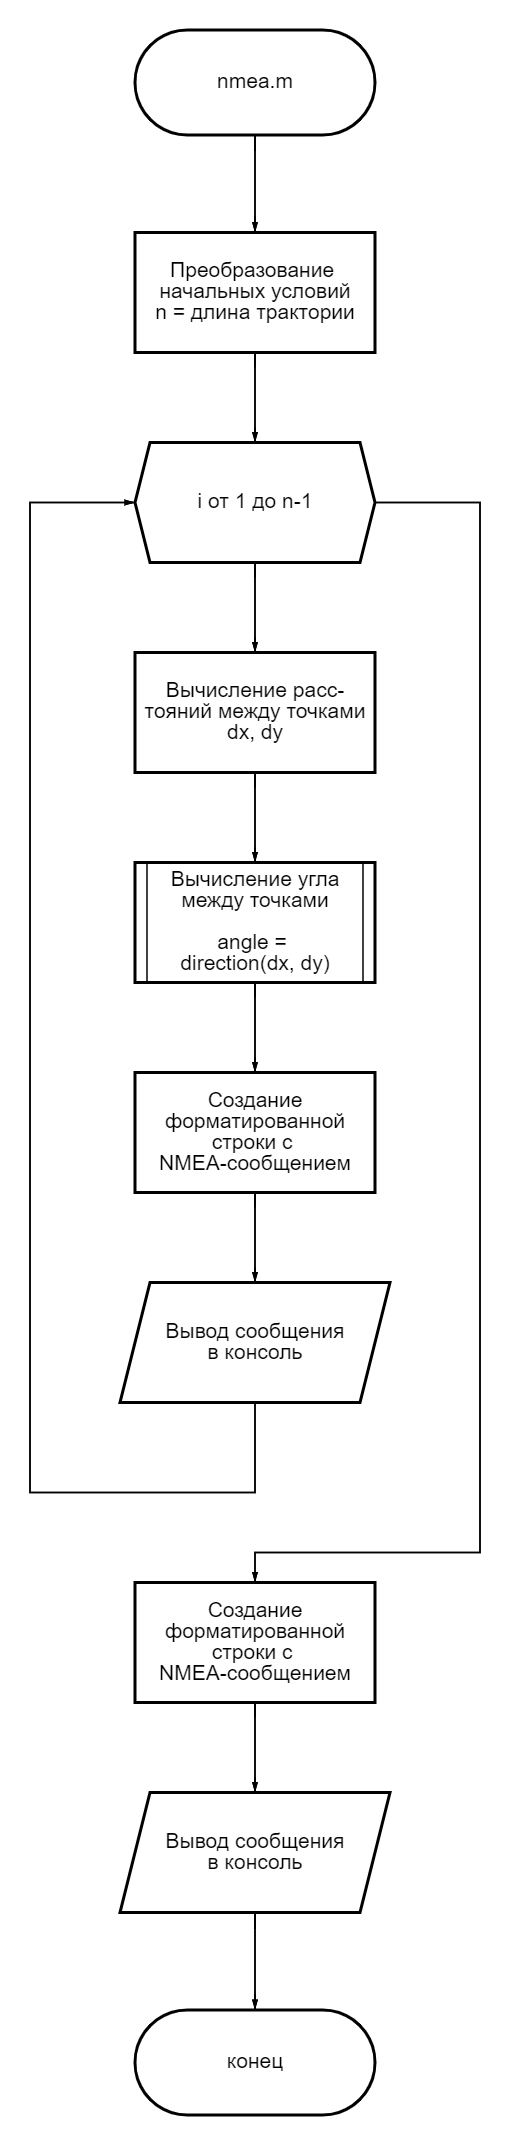 nmea.m
Преобразование
начальных условий
n = длина трактории
i от 1 до n-1
Вычисление расс-
тояний между точками
dx, dy
Вычисление угла
между точками
angle =
direction(dx, dy)
Создание
форматированной
строки с
NMEA-сообщением
Вывод сообщения
в консоль
Создание
форматированной
строки с
NMEA-сообщением
Вывод сообщения
в консоль
конец